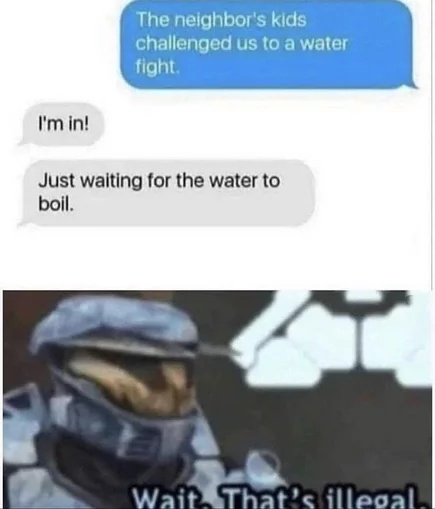 The neighbor's kids
challenged us to a water
fight.
I'm in!
Just waiting for the water to
boil.
Wait. That's illegal.